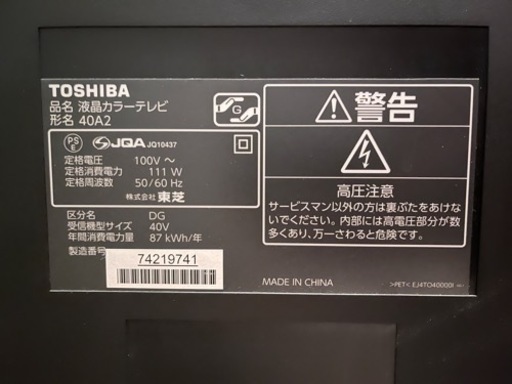 TOSHIBA
品名 液晶カラーテレビ
形名 40A2
G
PS
E
JQA JQ10437
定格電圧 100V ～
定格消費電力 111 W
定格周波数 50/60 Hz
株式会社 東芝
区分名 DG
受信機型サイズ 40V
年間消費電力量 87 kWh/年
製造番号
74219741
警告
高圧注意
サービスマン以外の方は裏ぶたをあけな
いでください。内部には高電圧部分が数
多くあり、万一さわると危険です。
MADE IN CHINA
>PET< EJ4TO40000I